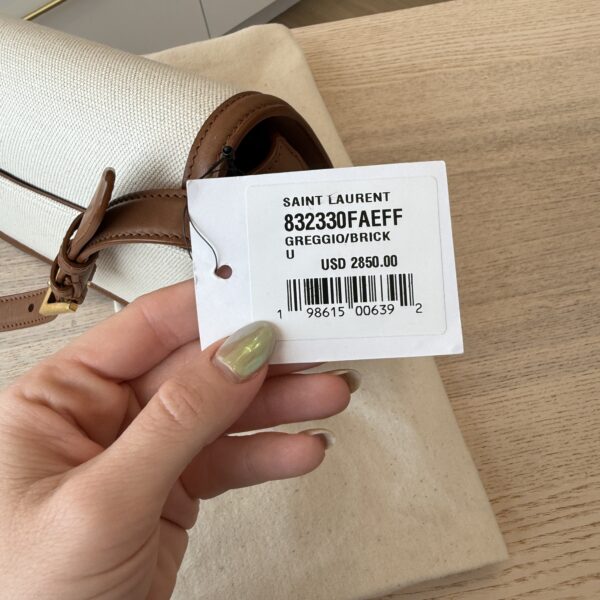 SAINT LAURENT
832330FAEFF
GREGGIO/BRICK
U
USD 2850.00
1 98615 00639 2